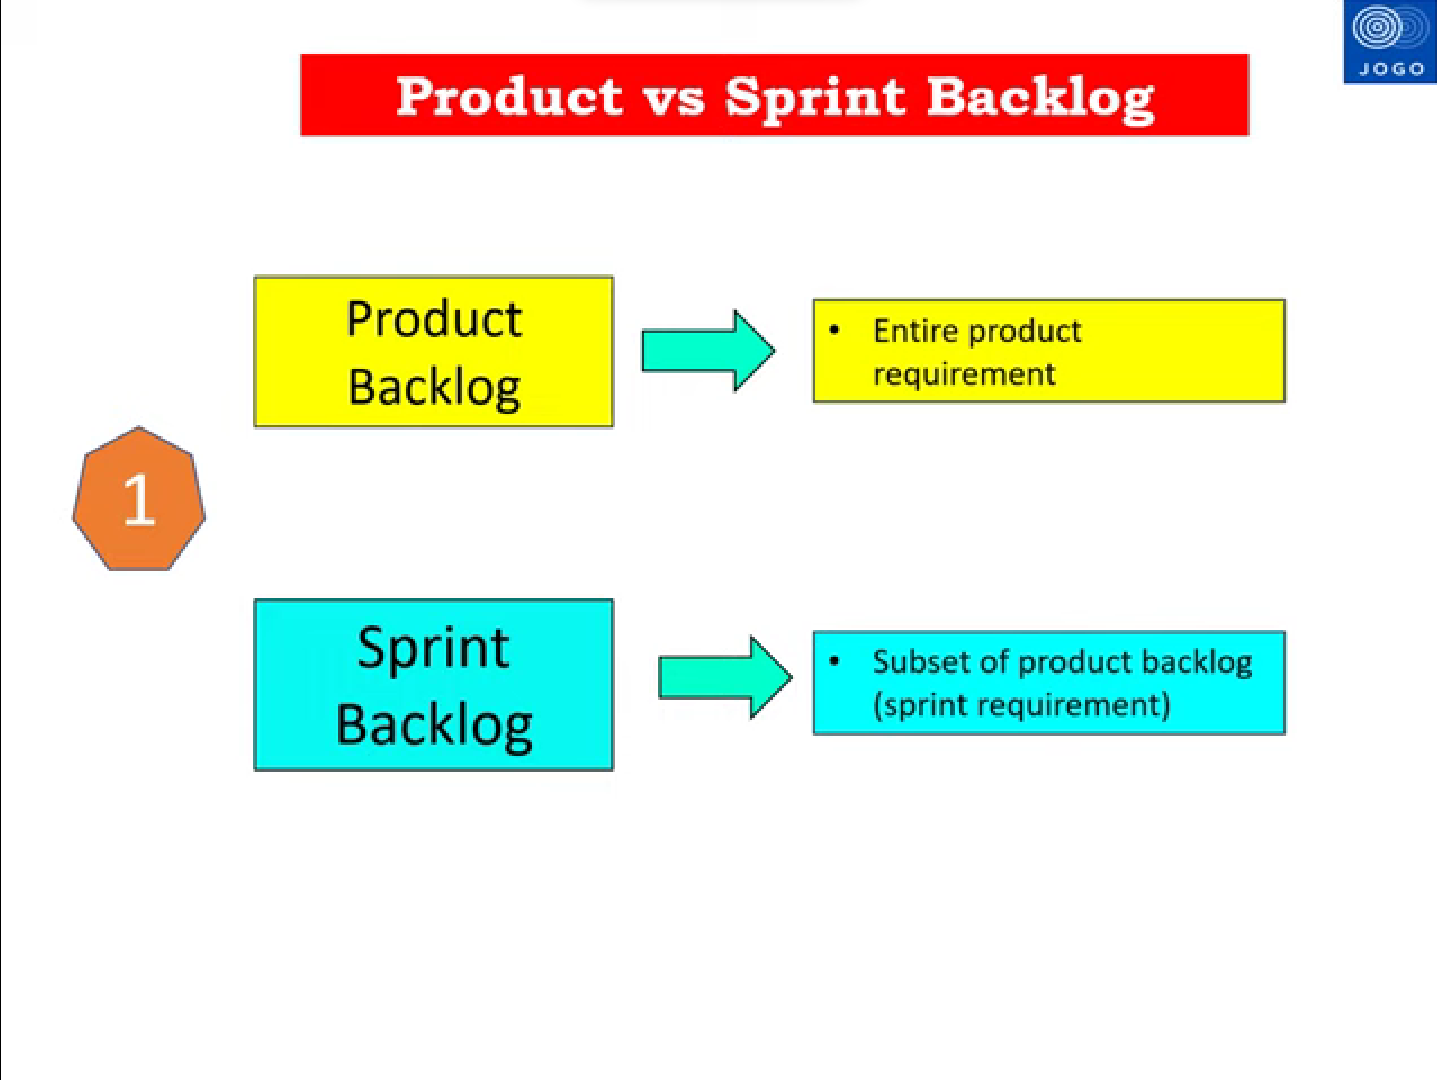 JOGO
Product vs Sprint Backlog
Product
Backlog
• Entire product
requirement
1
Sprint
Backlog
• Subset of product backlog
(sprint requirement)